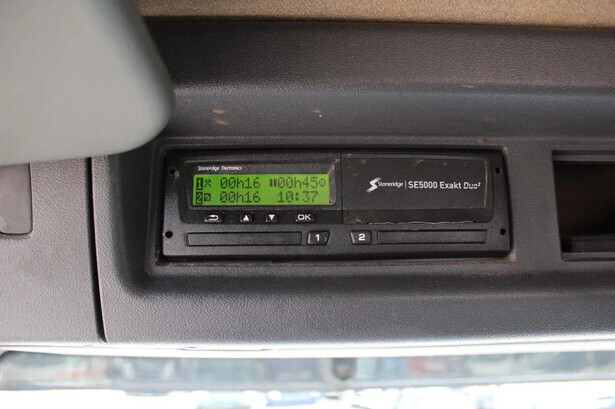 Stoneridge Electronics
1 00h16 00h45
2 00h16 10:37
Stoneridge SE5000 Exakt Duo²
OK
1 2